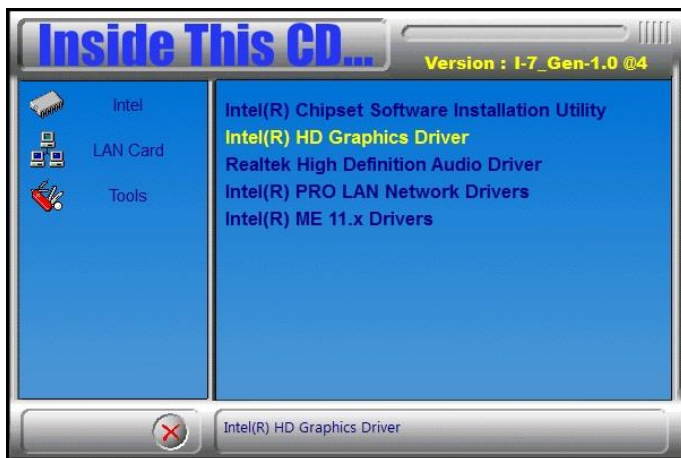 Inside This CD...
Version : I-7_Gen-1.0 @4
Intel
LAN Card
Tools
Intel(R) Chipset Software Installation Utility
Intel(R) HD Graphics Driver
Realtek High Definition Audio Driver
Intel(R) PRO LAN Network Drivers
Intel(R) ME 11.x Drivers
Intel(R) HD Graphics Driver